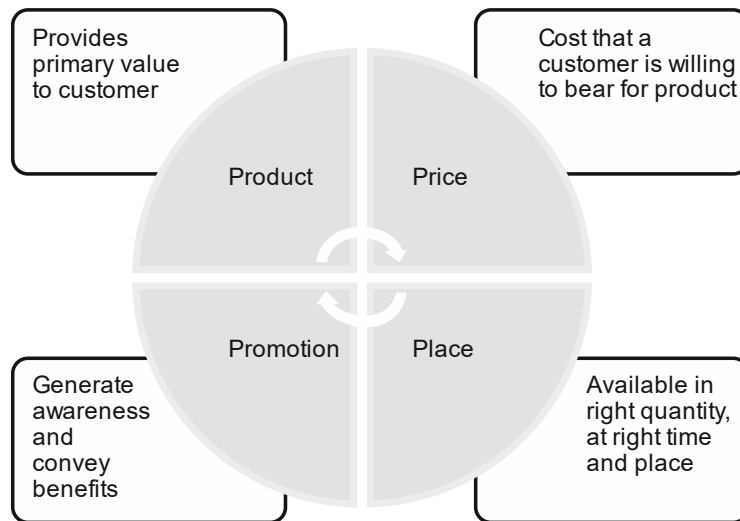 Provides
primary value
to customer
Cost that a
customer is willing
to bear for product
Product
Price
Promotion
Place
Generate
awareness
and
convey
benefits
Available in
right quantity,
at right time
and place